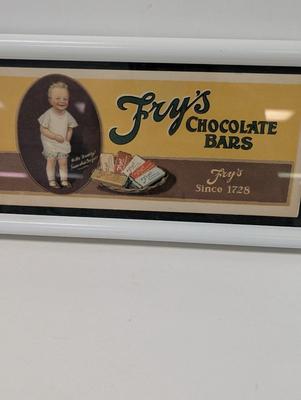 Fry's
CHOCOLATE
BARS
Fry's
Since 1728